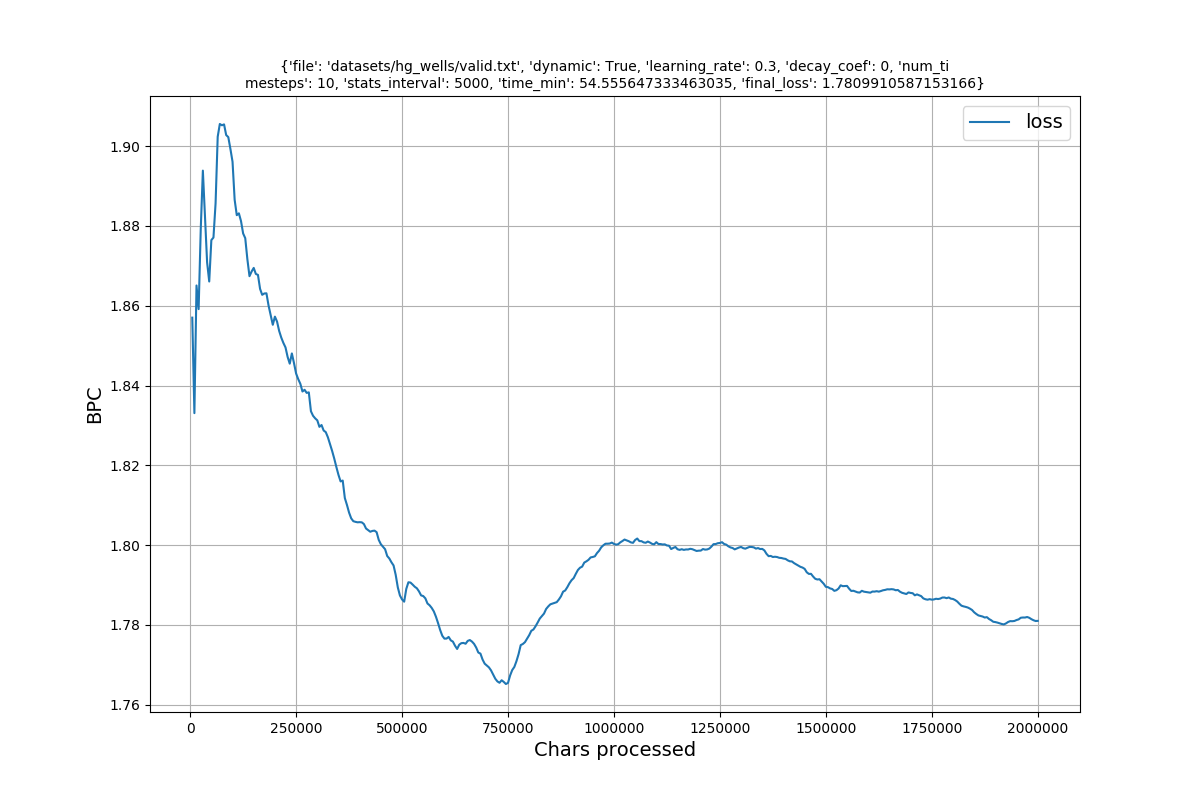 {'file': 'datasets/hg_wells/valid.txt', 'dynamic': True, 'learning_rate': 0.3, 'decay_coef': 0, 'num_ti
mesteps': 10, 'stats_interval': 5000, 'time_min': 54.555647333463035, 'final_loss': 1.7809910587153166}
loss
1.90
1.88
1.86
1.84
1.82
1.80
1.78
1.76
BPC
0 250000 500000 750000 1000000 1250000 1500000 1750000 2000000
Chars processed